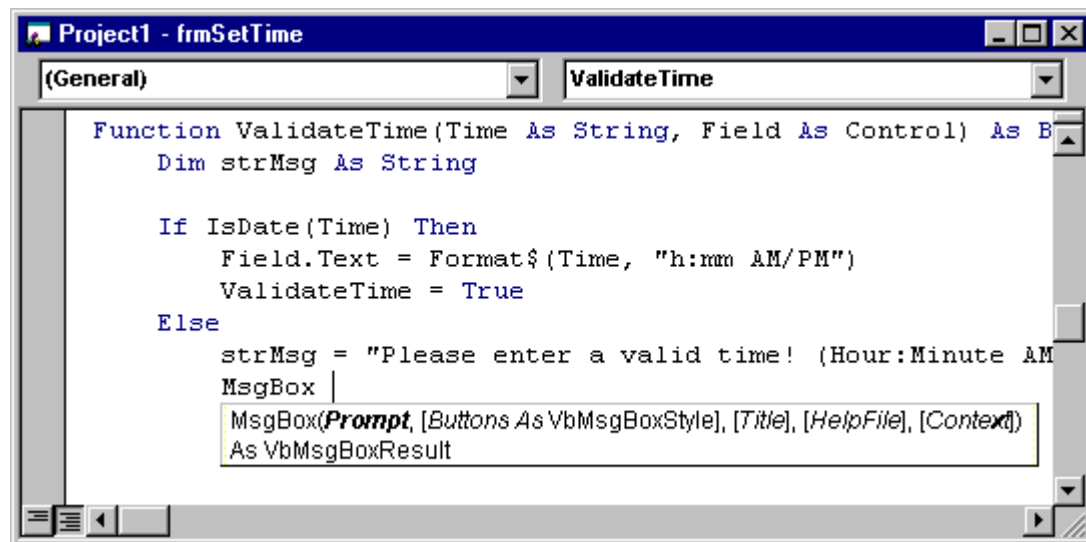 Project1 - frmSetTime
(General) ValidateTime
Function ValidateTime(Time As String, Field As Control) As B
Dim strMsg As String
If IsDate(Time) Then
Field.Text = Format$(Time, "h:mm AM/PM")
ValidateTime = True
Else
strMsg = "Please enter a valid time! (Hour:Minute AM
MsgBox
MsgBox(Prompt, [Buttons As VbMsgBoxStyle], [Title], [HelpFile], [Context])
As VbMsgBoxResult